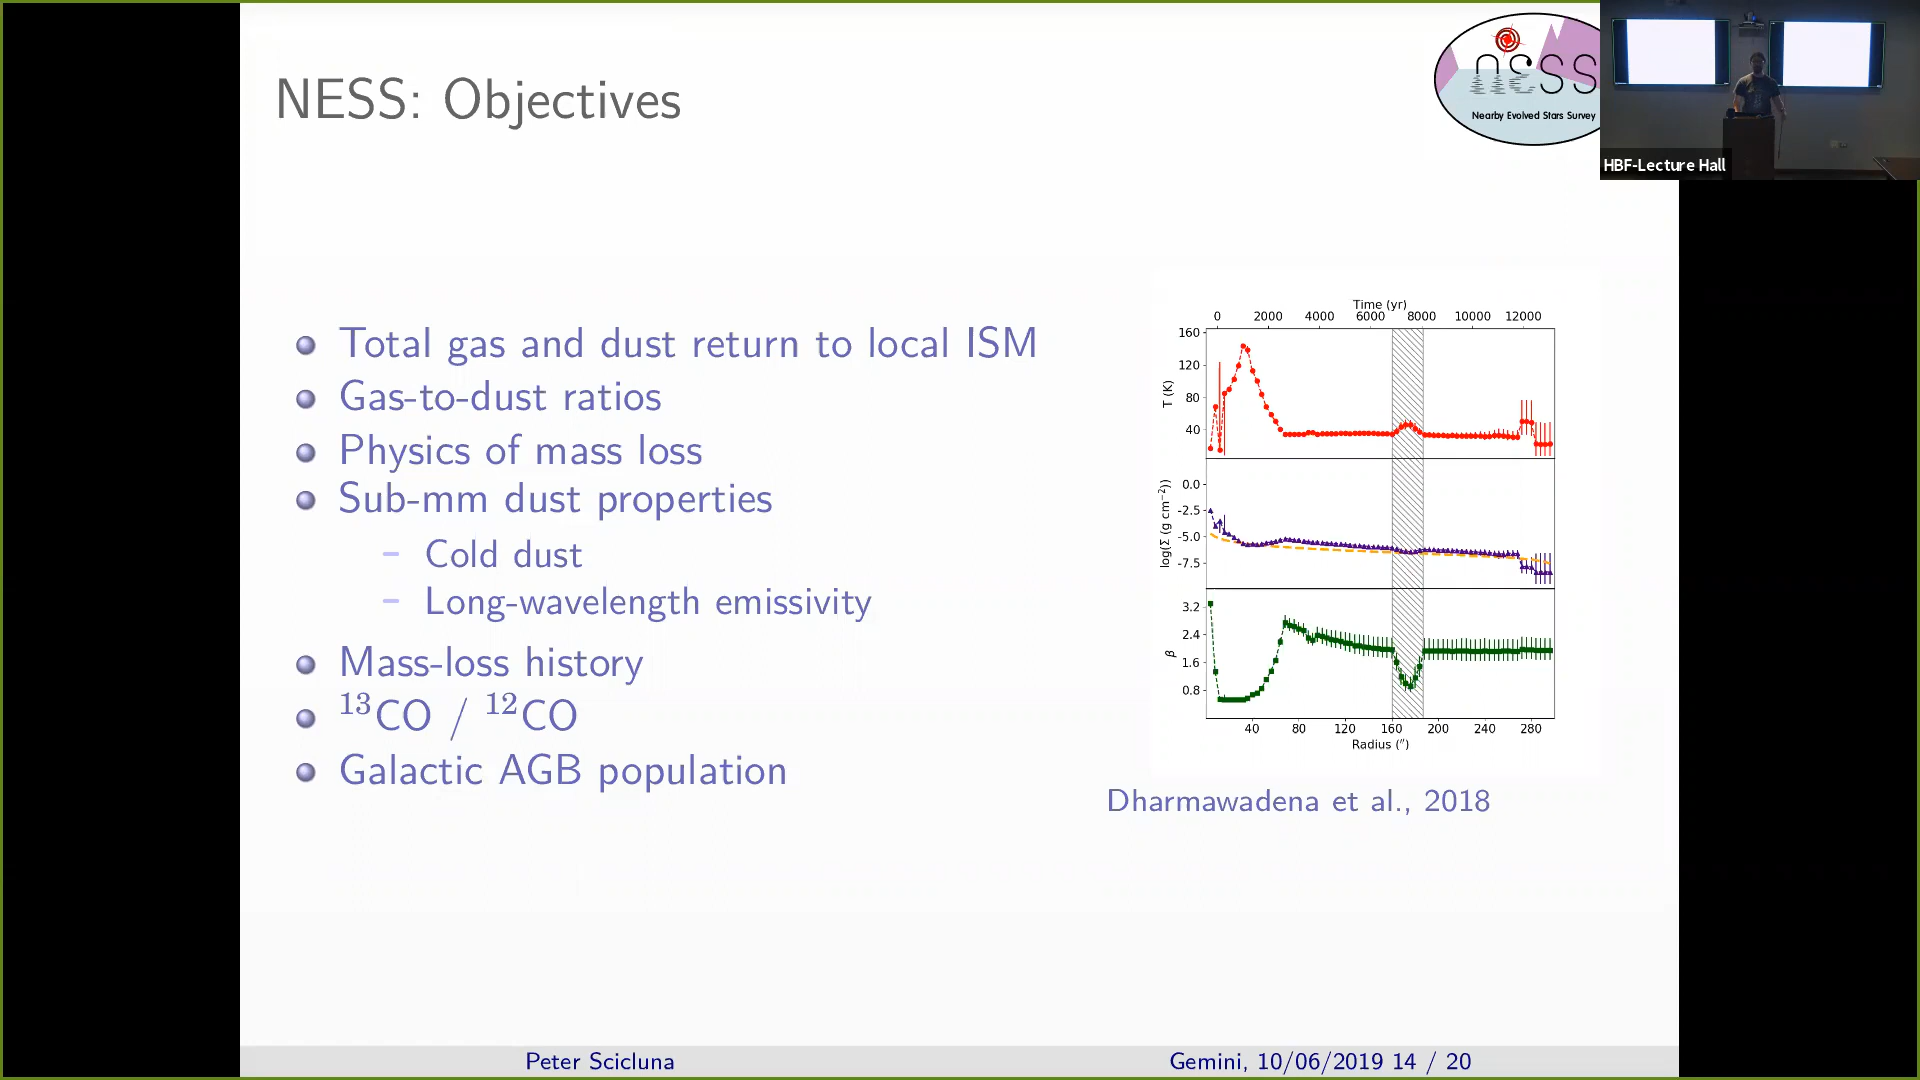 NESS: Objectives
ness
Nearby Evolved Stars Survey
HBF-Lecture Hall
Total gas and dust return to local ISM
Gas-to-dust ratios
Physics of mass loss
Sub-mm dust properties
– Cold dust
– Long-wavelength emissivity
Mass-loss history
¹³CO / ¹²CO
Galactic AGB population
Time (yr)
0 2000 4000 6000 8000 10000 12000
160
120
80
40
T (K)
0.0
-2.5
-5.0
-7.5
log(Σ (g cm⁻²))
3.2
2.4
1.6
0.8
β
40 80 120 160 200 240 280
Radius (″)
Dharmawadena et al., 2018
Peter Scicluna
Gemini, 10/06/2019 14 / 20